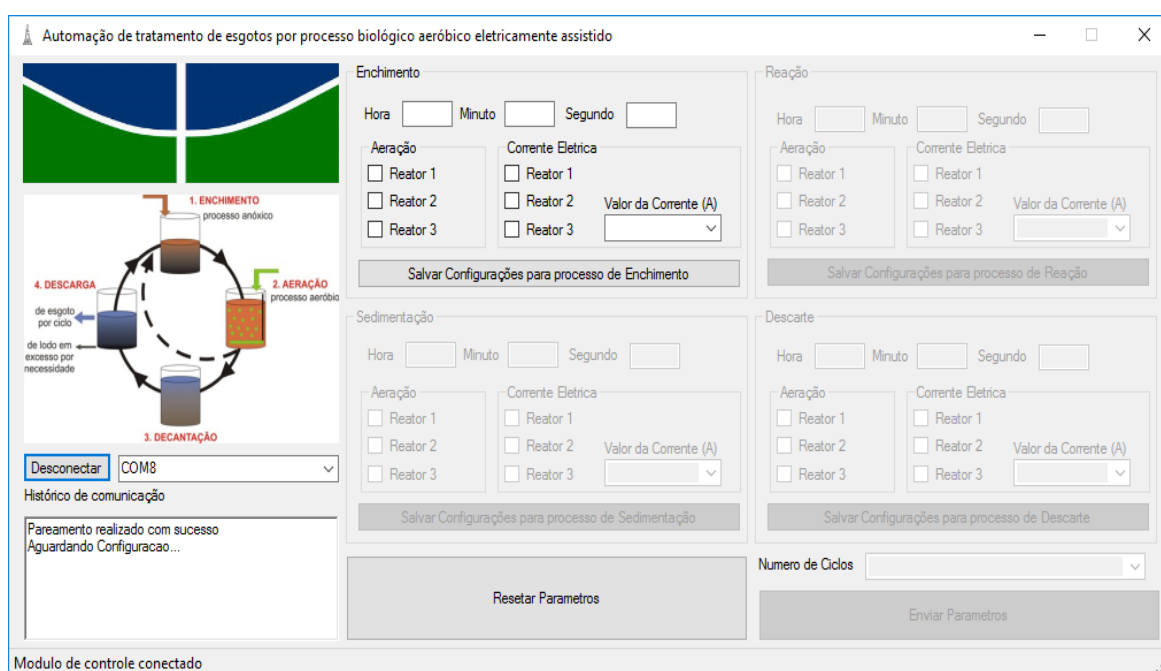 Automação de tratamento de esgotos por processo biológico aeróbico eletricamente assistido
1. ENCHIMENTO
processo anóxico
2. AERAÇÃO
processo aeróbio
3. DECANTAÇÃO
4. DESCARGA
de esgoto
por ciclo
de lodo em
excesso por
necessidade
Desconectar COM8
Histórico de comunicação
Pareamento realizado com sucesso
Aguardando Configuracao...
Enchimento
Hora Minuto Segundo
Aeração Corrente Eletrica
Reator 1 Reator 1
Reator 2 Reator 2 Valor da Corrente (A)
Reator 3 Reator 3
Salvar Configurações para processo de Enchimento
Reação
Hora Minuto Segundo
Aeração Corrente Eletrica
Reator 1 Reator 1
Reator 2 Reator 2 Valor da Corrente (A)
Reator 3 Reator 3
Salvar Configurações para processo de Reação
Sedimentação
Hora Minuto Segundo
Aeração Corrente Eletrica
Reator 1 Reator 1
Reator 2 Reator 2 Valor da Corrente (A)
Reator 3 Reator 3
Salvar Configurações para processo de Sedimentação
Descarte
Hora Minuto Segundo
Aeração Corrente Eletrica
Reator 1 Reator 1
Reator 2 Reator 2 Valor da Corrente (A)
Reator 3 Reator 3
Salvar Configurações para processo de Descarte
Resetar Parametros
Numero de Ciclos
Enviar Parametros
Modulo de controle conectado